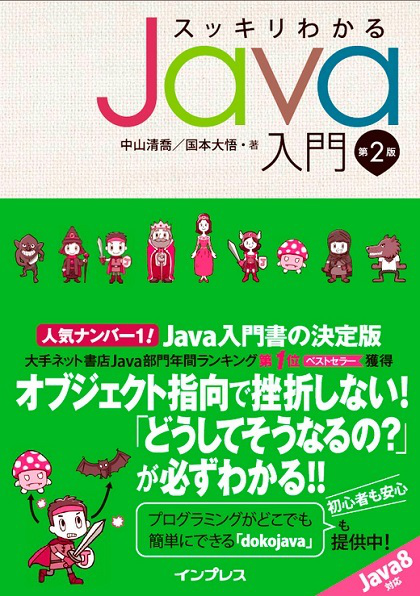 スッキリわかる
Java
中山清喬／国本大悟・著
入門 第2版
人気ナンバー1! Java入門書の決定版
大手ネット書店Java部門年間ランキング 第1位 ベストセラー 獲得
オブジェクト指向で挫折しない!
「どうしてそうなるの?」
が必ずわかる!!
初心者も安心
プログラミングがどこでも
簡単にできる「dokojava」
も
提供中!
Java8
対応
インプレス